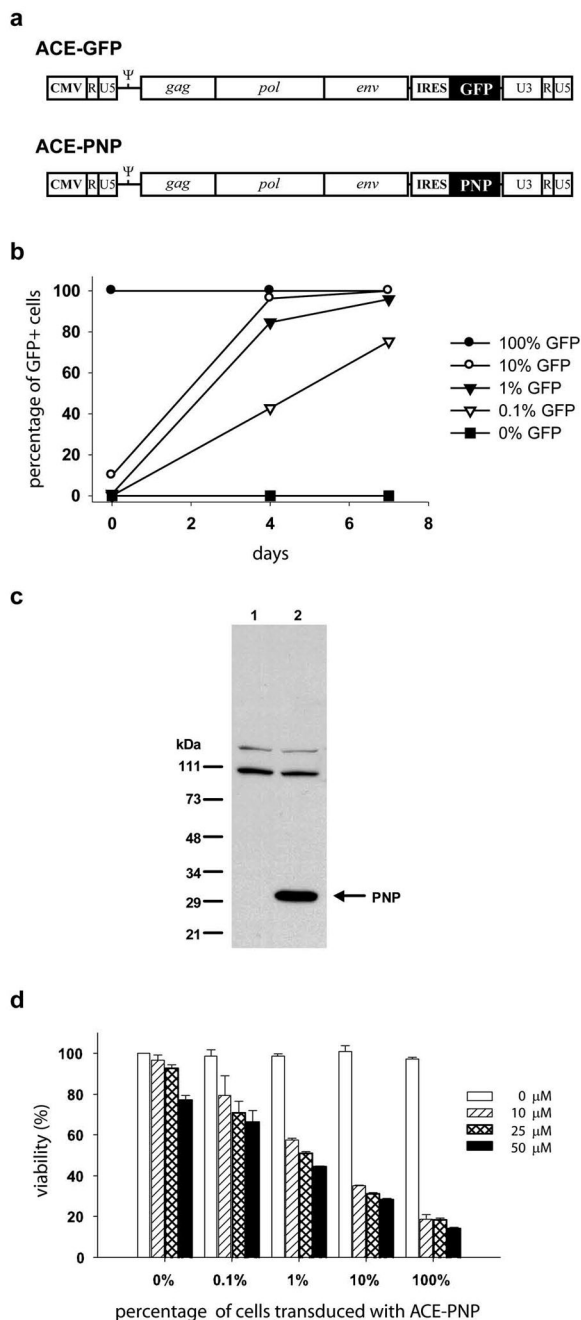 a
ACE-GFP
Ψ
CMV R U5 gag pol env IRES GFP U3 R U5
ACE-PNP
Ψ
CMV R U5 gag pol env IRES PNP U3 R U5
b
percentage of GFP+ cells
100
80
60
40
20
0
0 2 4 6 8
days
100% GFP
10% GFP
1% GFP
0.1% GFP
0% GFP
c
1 2
kDa
111
73
48
34
29
21
PNP
d
viability (%)
100
80
60
40
20
0
0 μM
10 μM
25 μM
50 μM
0% 0.1% 1% 10% 100%
percentage of cells transduced with ACE-PNP